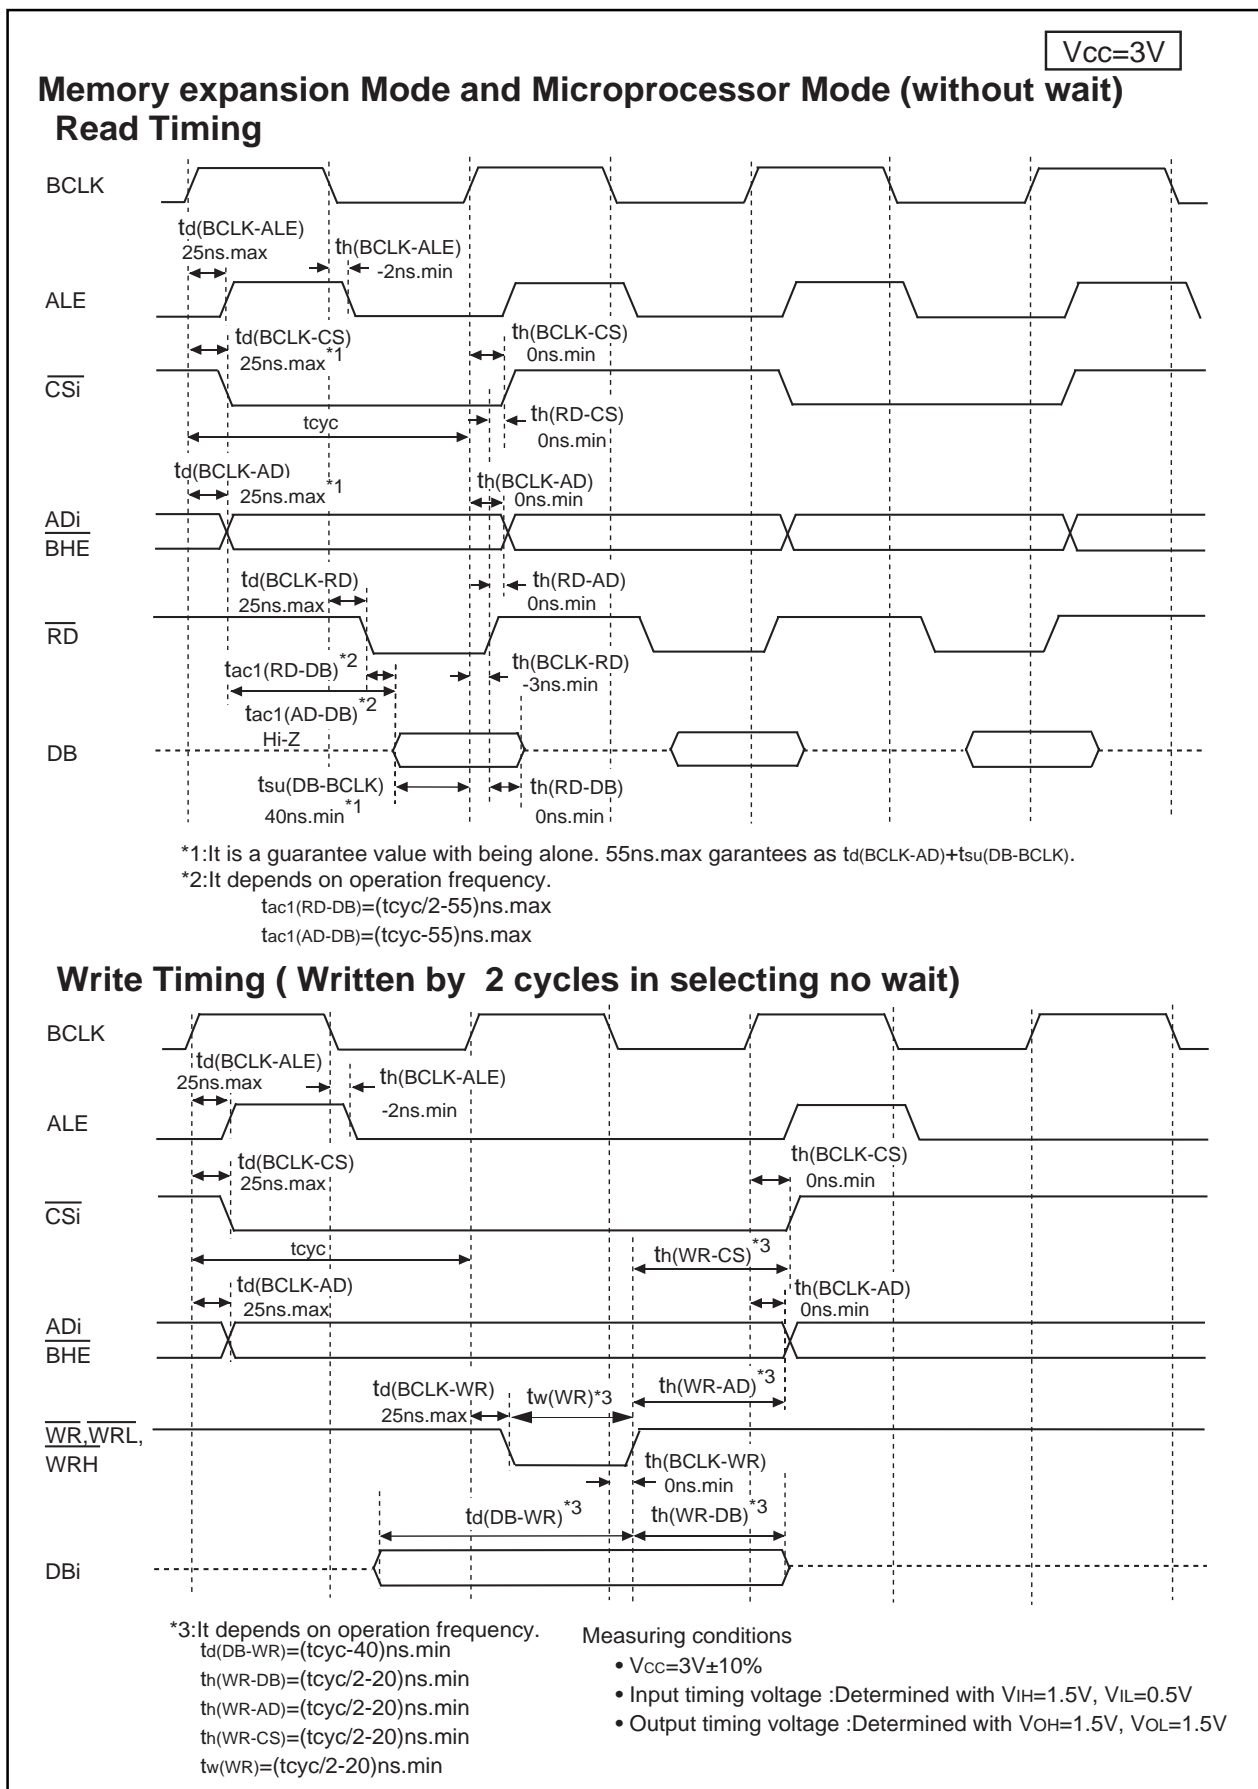 Vcc=3V
Memory expansion Mode and Microprocessor Mode (without wait)
Read Timing
BCLK
td(BCLK-ALE)
25ns.max
th(BCLK-ALE)
-2ns.min
ALE
td(BCLK-CS)
25ns.max*1
th(BCLK-CS)
0ns.min
CSi
tcyc
th(RD-CS)
0ns.min
td(BCLK-AD)
25ns.max*1
th(BCLK-AD)
0ns.min
ADi
BHE
td(BCLK-RD)
25ns.max
th(RD-AD)
0ns.min
RD
tac1(RD-DB)*2
th(BCLK-RD)
-3ns.min
tac1(AD-DB)*2
Hi-Z
DB
tsu(DB-BCLK)
40ns.min*1
th(RD-DB)
0ns.min
*1:It is a guarantee value with being alone. 55ns.max garantees as td(BCLK-AD)+tsu(DB-BCLK).
*2:It depends on operation frequency.
tac1(RD-DB)=(tcyc/2-55)ns.max
tac1(AD-DB)=(tcyc-55)ns.max
Write Timing ( Written by 2 cycles in selecting no wait)
BCLK
td(BCLK-ALE)
25ns.max
th(BCLK-ALE)
-2ns.min
ALE
td(BCLK-CS)
25ns.max
th(BCLK-CS)
0ns.min
CSi
tcyc
th(WR-CS)*3
td(BCLK-AD)
25ns.max
th(BCLK-AD)
0ns.min
ADi
BHE
td(BCLK-WR)
25ns.max
tw(WR)*3
th(WR-AD)*3
WR,WRL,
WRH
th(BCLK-WR)
0ns.min
td(DB-WR)*3
th(WR-DB)*3
DBi
*3:It depends on operation frequency.
td(DB-WR)=(tcyc-40)ns.min
th(WR-DB)=(tcyc/2-20)ns.min
th(WR-AD)=(tcyc/2-20)ns.min
th(WR-CS)=(tcyc/2-20)ns.min
tw(WR)=(tcyc/2-20)ns.min
Measuring conditions
• VCC=3V±10%
• Input timing voltage :Determined with VIH=1.5V, VIL=0.5V
• Output timing voltage :Determined with VOH=1.5V, VOL=1.5V